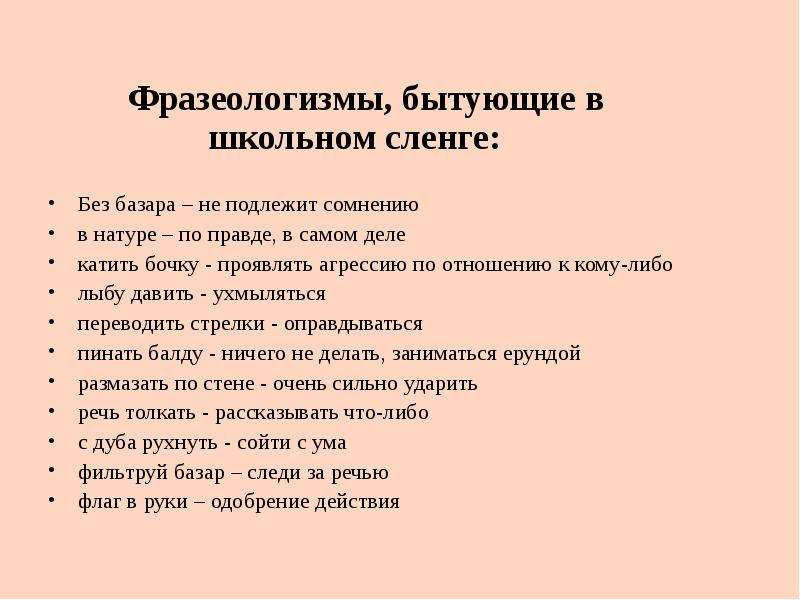 Фразеологизмы, бытующие в
школьном сленге:
• Без базара – не подлежит сомнению
• в натуре – по правде, в самом деле
• катить бочку - проявлять агрессию по отношению к кому-либо
• лыбу давить - ухмыляться
• переводить стрелки - оправдываться
• пинать балду - ничего не делать, заниматься ерундой
• размазать по стене - очень сильно ударить
• речь толкать - рассказывать что-либо
• с дуба рухнуть - сойти с ума
• фильтруй базар – следи за речью
• флаг в руки – одобрение действия